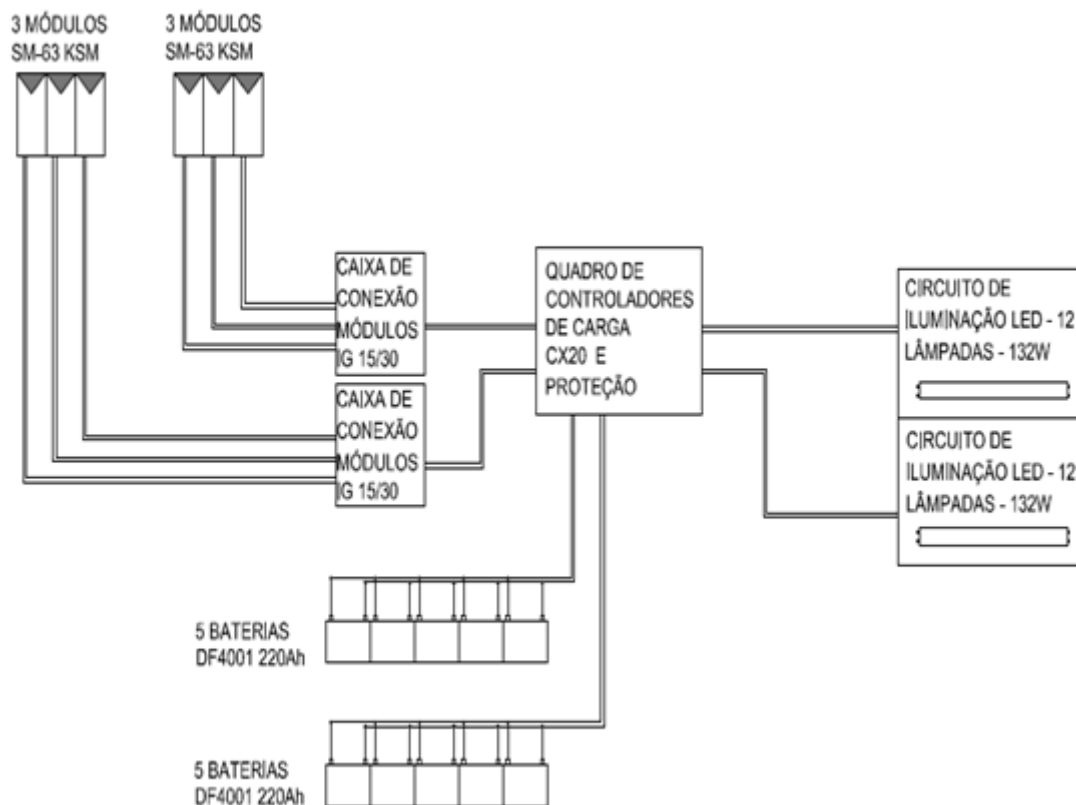 3 MÓDULOS
SM-63 KSM
3 MÓDULOS
SM-63 KSM
CAIXA DE
CONEXÃO
MÓDULOS
IG 15/30
CAIXA DE
CONEXÃO
MÓDULOS
IG 15/30
QUADRO DE
CONTROLADORES
DE CARGA
CX20 E
PROTEÇÃO
CIRCUITO DE
ILUMINAÇÃO LED - 12
LÂMPADAS - 132W
CIRCUITO DE
ILUMINAÇÃO LED - 12
LÂMPADAS - 132W
5 BATERIAS
DF4001 220Ah
5 BATERIAS
DF4001 220Ah